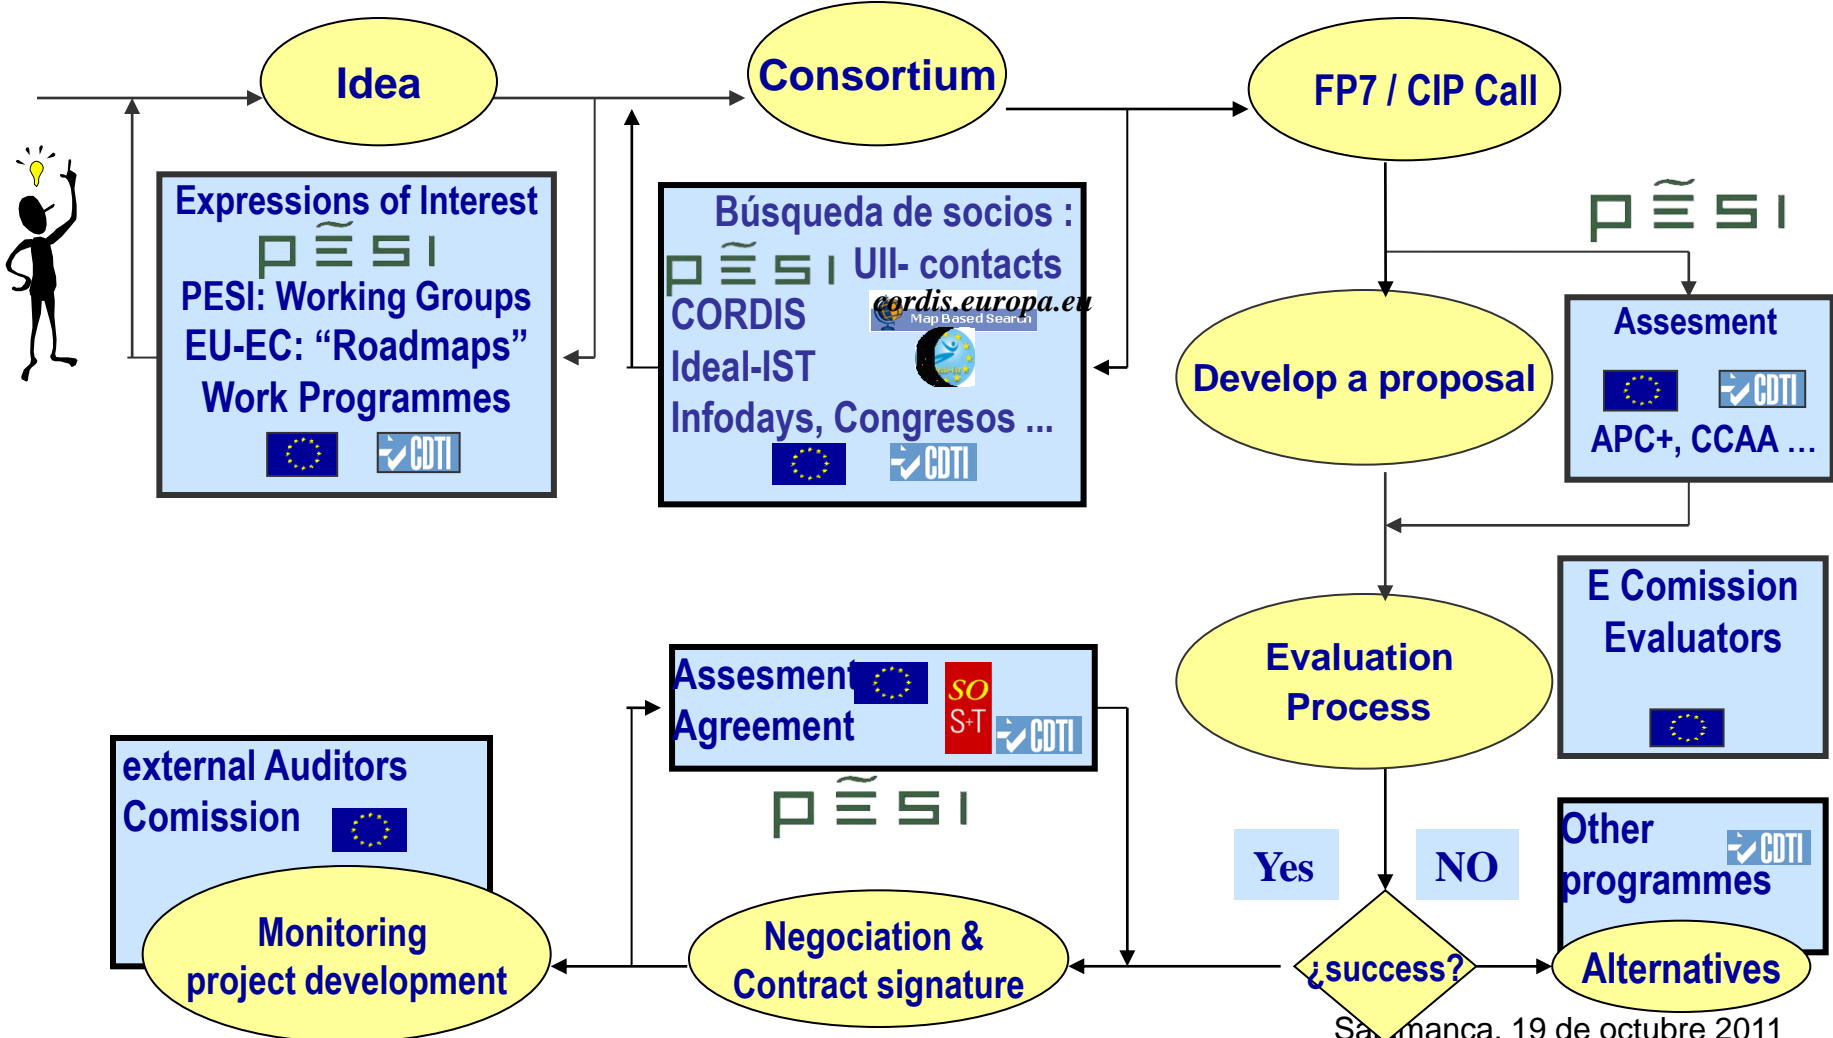 Idea
Consortium
FP7 / CIP Call
Expressions of Interest
pesi
PESI: Working Groups
EU-EC: “Roadmaps”
Work Programmes
CDTI
Búsqueda de socios :
pesi
UII- contacts
CORDIS
cordis.europa.eu
Map Based Search
Ideal-IST
Infodays, Congresos ...
CDTI
pesi
Develop a proposal
Assesment
CDTI
APC+, CCAA ...
Evaluation
Process
E Comission
Evaluators
Assesment
Agreement
SO
S+T
CDTI
pesi
external Auditors
Comission
Monitoring
project development
Negociation &
Contract signature
Yes
NO
¿success?
Other
programmes
CDTI
Alternatives
Salamanca, 19 de octubre 2011